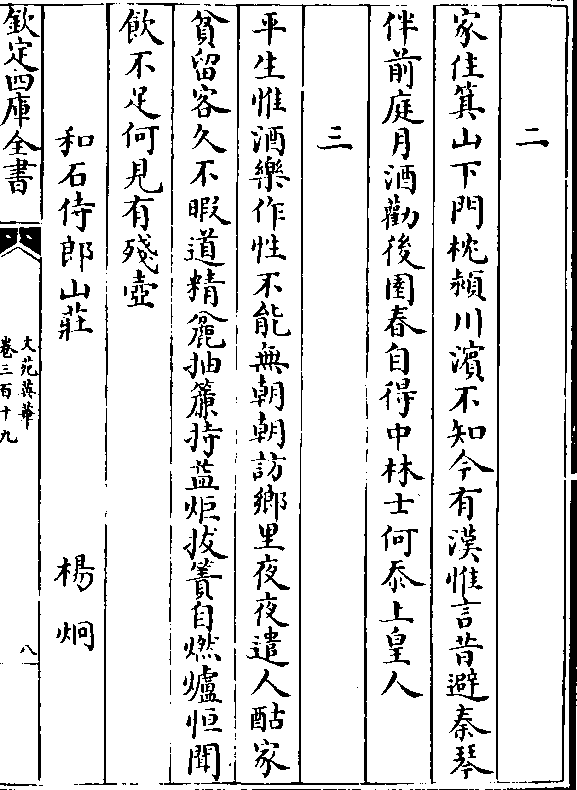 二
家住箕山下門枕潁川濱不知今有漢惟言昔避秦琴
伴前庭月酒勸後園春自得中林士何忝上皇人
三
平生惟酒樂作性不能無朝朝訪鄉里夜夜遣人酤家
貧留客久不暇道精麄抽簾持益炬拔簀自燃爐恒聞
飲不足何見有殘壺
和石侍郎山莊　楊炯
欽定四庫全書
文苑英華
卷三百十九
八